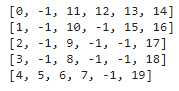 [0, -1, 11, 12, 13, 14]
[1, -1, 10, -1, 15, 16]
[2, -1, 9, -1, -1, 17]
[3, -1, 8, -1, -1, 18]
[4, 5, 6, 7, -1, 19]